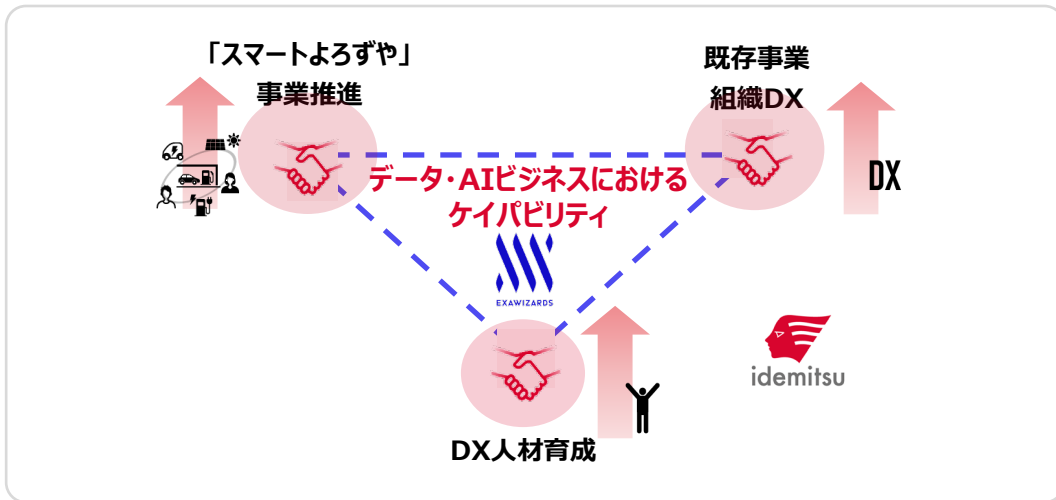 「スマートよろずや」
事業推進
既存事業
組織DX
DX
データ・AIビジネスにおける
ケイパビリティ
EXAWIZARDS
idemitsu
DX人材育成